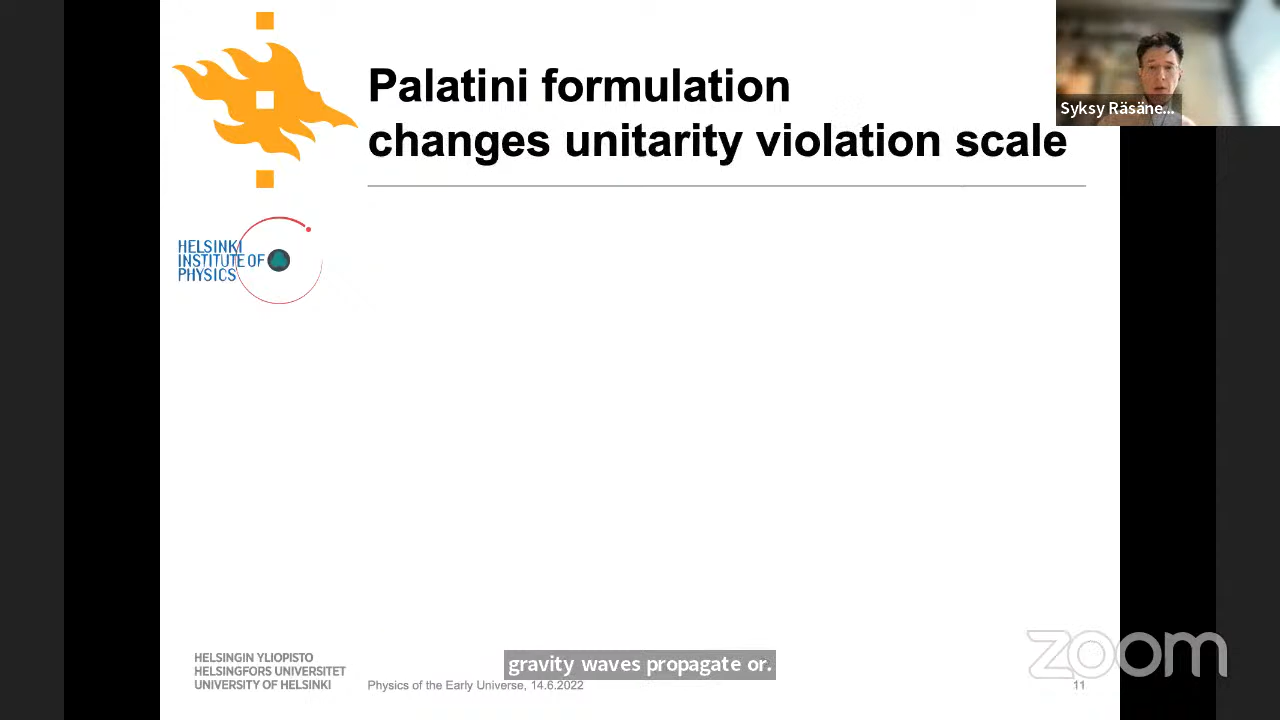 Palatini formulation
changes unitarity violation scale
Syksy Räsäne...
HELSINKI
INSTITUTE OF
PHYSICS
HELSINGIN YLIOPISTO
HELSINGFORS UNIVERSITET
UNIVERSITY OF HELSINKI
gravity waves propagate or.
Physics of the Early Universe, 14.6.2022
11
zoom